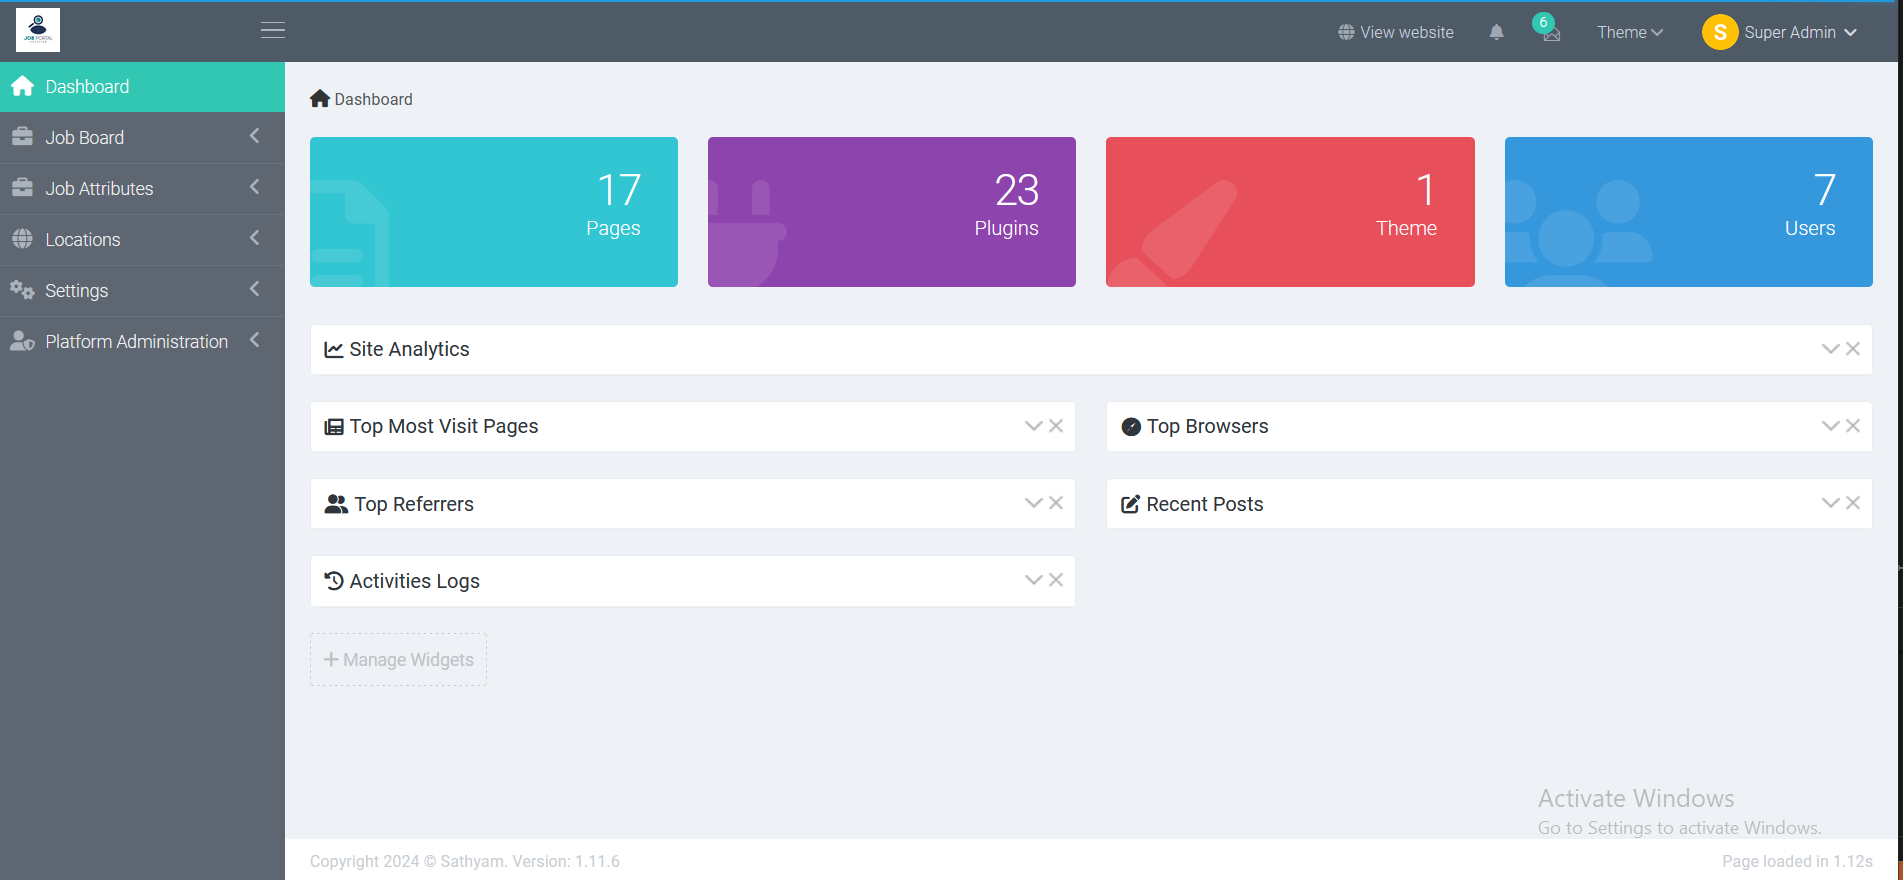 JOB PORTAL
View website
6
Theme
S
Super Admin
Dashboard
Job Board
Job Attributes
Locations
Settings
Platform Administration
Dashboard
17
Pages
23
Plugins
1
Theme
7
Users
Site Analytics
Top Most Visit Pages
Top Browsers
Top Referrers
Recent Posts
Activities Logs
Manage Widgets
Activate Windows
Go to Settings to activate Windows.
Copyright 2024 © Sathyam. Version: 1.11.6
Page loaded in 1.12s